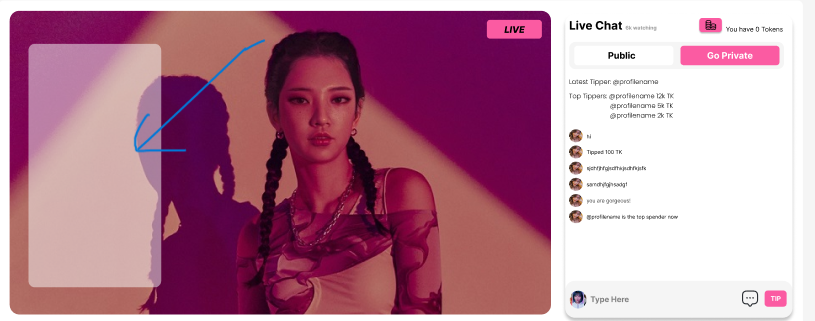 LIVE
Live Chat 6k watching
You have 0 Tokens
Public
Go Private
Latest Tipper: @profilename
Top Tippers: @profilename 12k TK
@profilename 5k TK
@profilename 2k TK
hi
Tipped 100 TK
you are gorgeous!
@profilename is the top spender now
Type Here
TIP